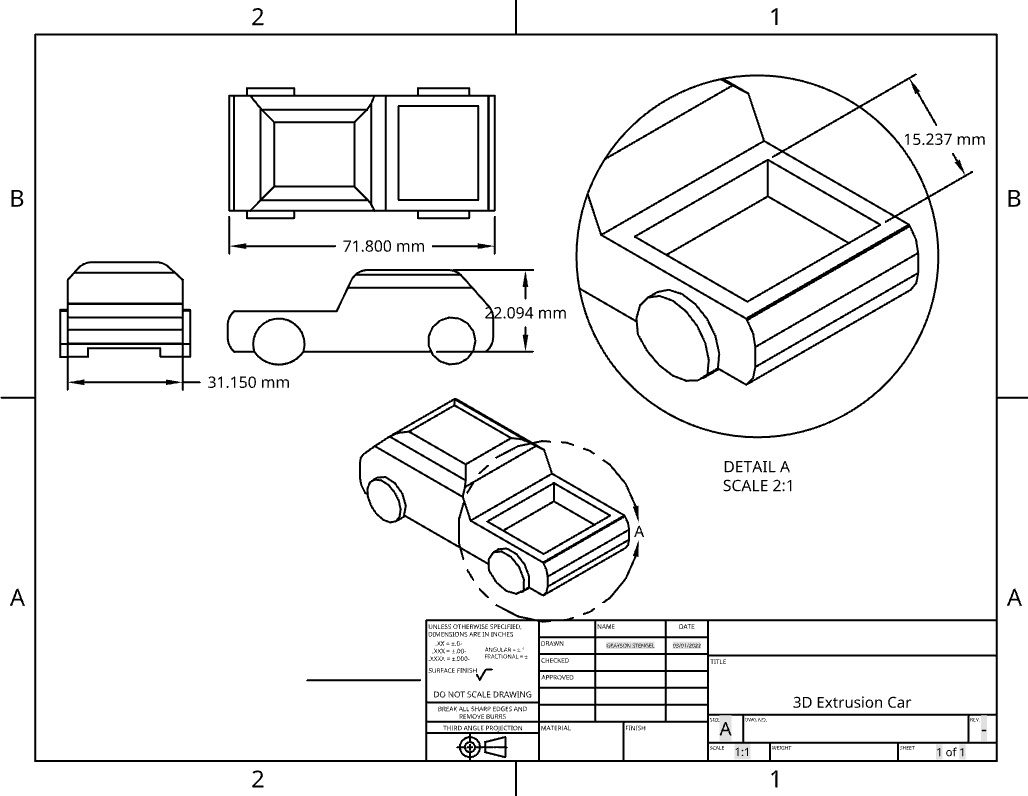 2 1
B B
15.237 mm
71.800 mm
22.094 mm
31.150 mm
DETAIL A
SCALE 2:1
A
A A
UNLESS OTHERWISE SPECIFIED,
DIMENSIONS ARE IN INCHES
.XX = ±.0-
.XXX = ±.00-
.XXXX = ±.000-
ANGULAR = ± °
FRACTIONAL = ±
SURFACE FINISH
DO NOT SCALE DRAWING
BREAK ALL SHARP EDGES AND
REMOVE BURRS
THIRD ANGLE PROJECTION
NAME DATE
DRAWN GRAYSON STENGEL 03/01/2022
CHECKED
APPROVED
MATERIAL FINISH
TITLE
3D Extrusion Car
SIZE A DWG. NO. REV. -
SCALE 1:1 WEIGHT SHEET 1 of 1
2 1